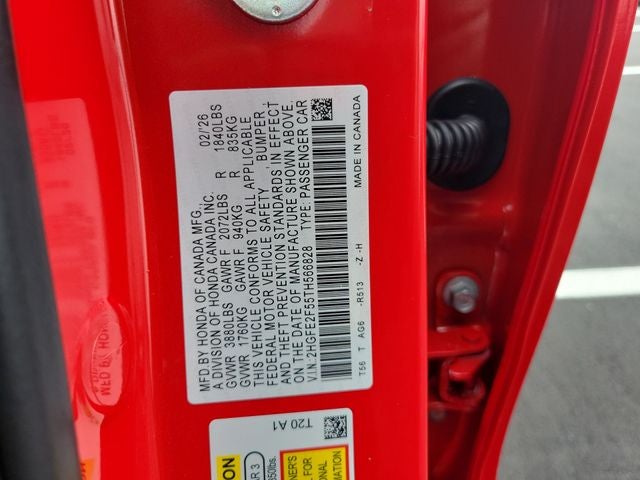 MFD.BY HONDA OF CANADA MFG. 02/'26
A DIVISION OF HONDA CANADA INC.
GVWR 3880LBS GAWR F 2072LBS R 1840LBS
GVWR 1760KG GAWR F 940KG R 835KG
THIS VEHICLE CONFORMS TO ALL APPLICABLE
FEDERAL MOTOR VEHICLE SAFETY BUMPER,
AND THEFT PREVENTION STANDARDS IN EFFECT
ON THE DATE OF MANUFACTURE SHOWN ABOVE.
V.I.N.:2HGFE2F55TH566828 TYPE:PASSENGER CAR
T56 T AG6 -R513 -Z -H MADE IN CANADA
T20 A1